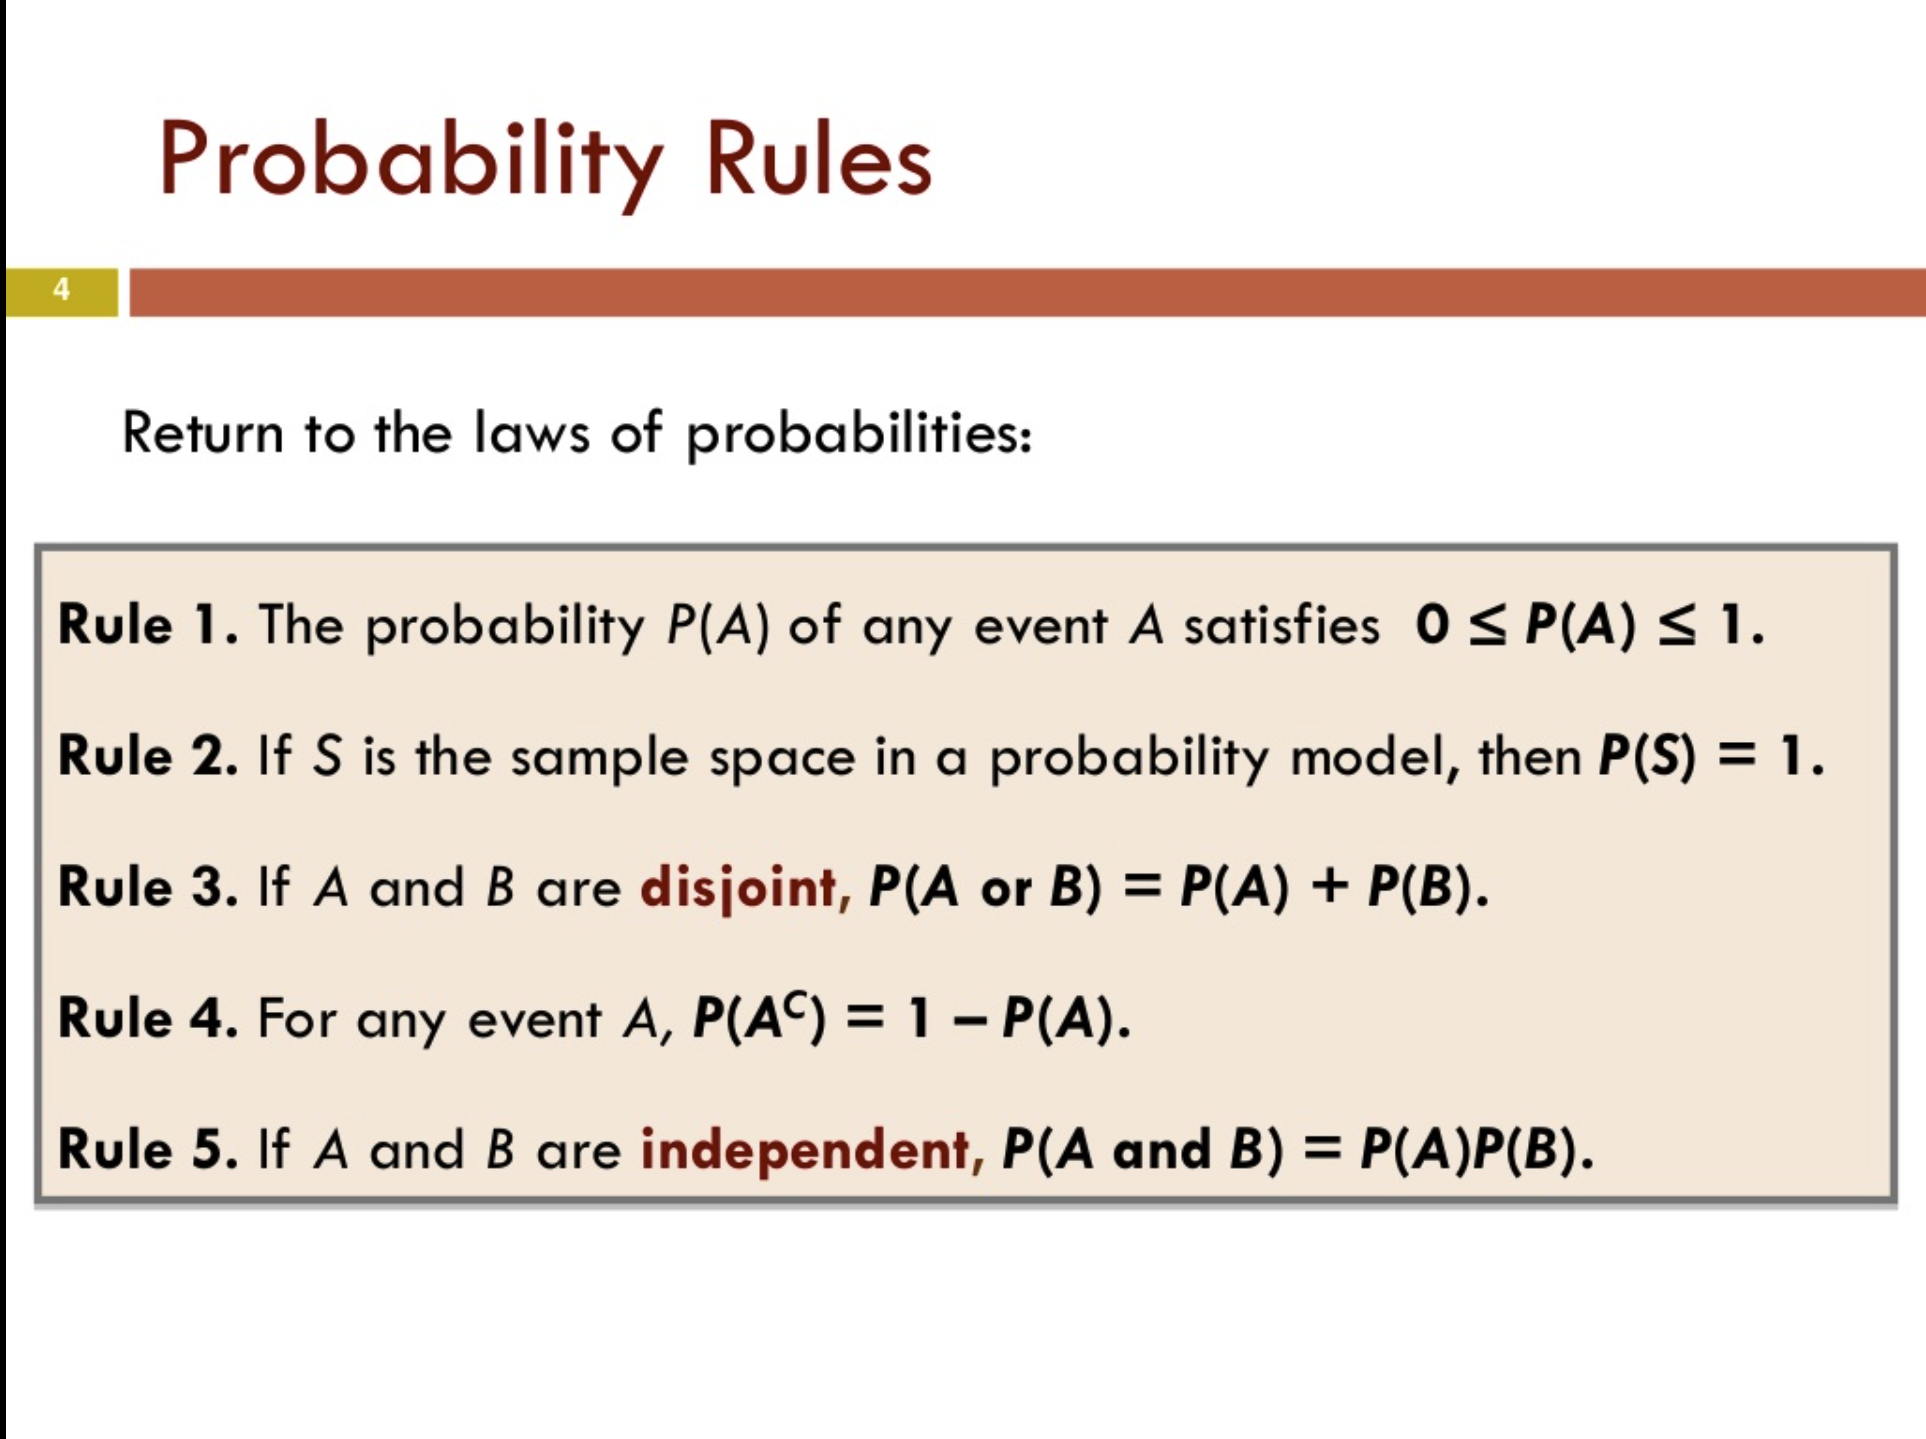 Probability Rules
4
Return to the laws of probabilities:
Rule 1. The probability P(A) of any event A satisfies 0 ≤ P(A) ≤ 1.
Rule 2. If S is the sample space in a probability model, then P(S) = 1.
Rule 3. If A and B are disjoint, P(A or B) = P(A) + P(B).
Rule 4. For any event A, P(Aᶜ) = 1 – P(A).
Rule 5. If A and B are independent, P(A and B) = P(A)P(B).